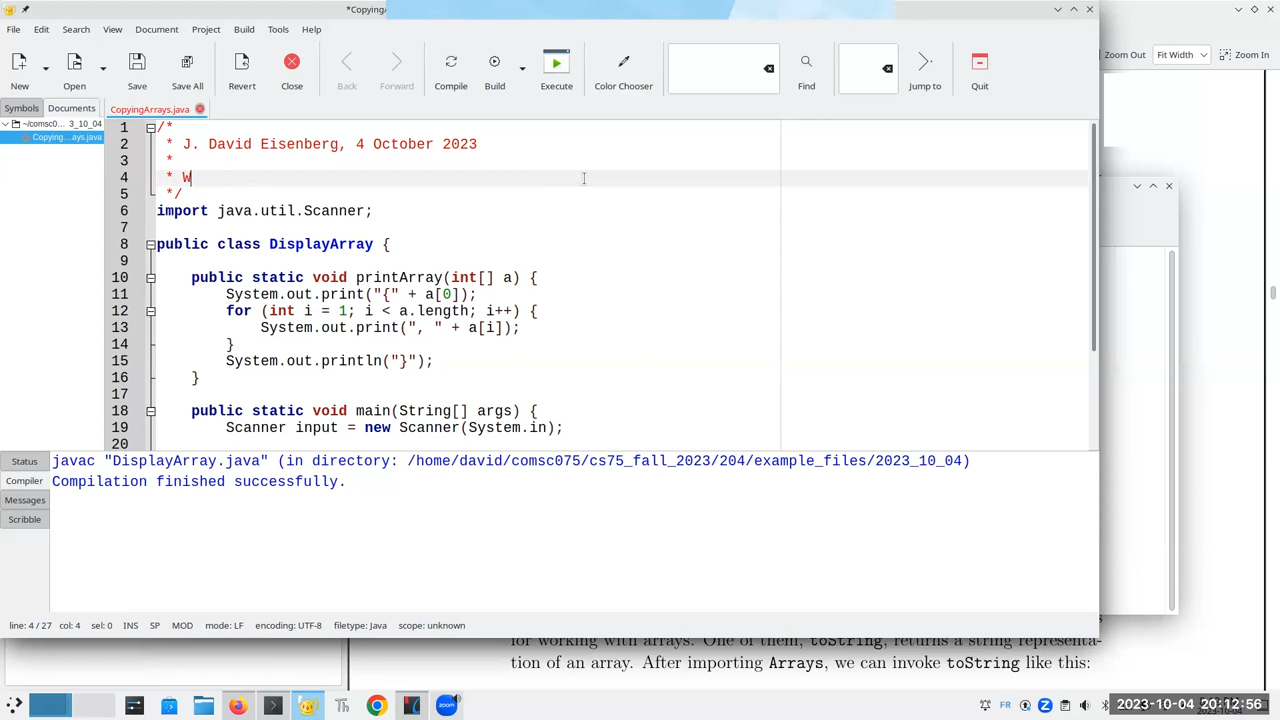 *Copying
File Edit Search View Document Project Build Tools Help
New Open Save Save All Revert Close Back Forward Compile Build Execute Color Chooser Find Jump to Quit
Zoom Out Fit Width Zoom In
Symbols Documents CopyingArrays.java
~/comsc0... 3_10_04
Copying...ays.java
1 /*
2 * J. David Eisenberg, 4 October 2023
3 *
4 * W
5 */
6 import java.util.Scanner;
7
8 public class DisplayArray {
9
10 public static void printArray(int[] a) {
11 System.out.print("{" + a[0]);
12 for (int i = 1; i < a.length; i++) {
13 System.out.print(", " + a[i]);
14 }
15 System.out.println("}");
16 }
17
18 public static void main(String[] args) {
19 Scanner input = new Scanner(System.in);
20
Status
Compiler
Messages
Scribble
javac "DisplayArray.java" (in directory: /home/david/comsc075/cs75_fall_2023/204/example_files/2023_10_04)
Compilation finished successfully.
line: 4 / 27 col: 4 sel: 0 INS SP MOD mode: LF encoding: UTF-8 filetype: Java scope: unknown
for working with arrays. One of them, toString, returns a string representa-
tion of an array. After importing Arrays, we can invoke toString like this:
zoom
FR
2023-10-04 20:12:56